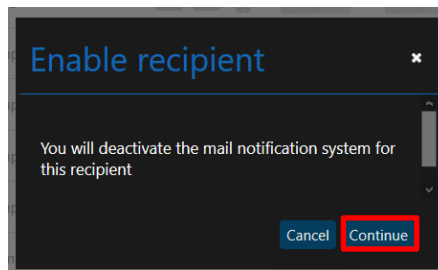 Enable recipient
You will deactivate the mail notification system for
this recipient
Cancel Continue